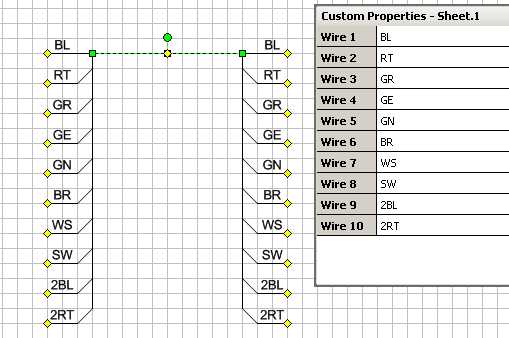 BL BL
RT RT
GR GR
GE GE
GN GN
BR BR
WS WS
SW SW
2BL 2BL
2RT 2RT
Custom Properties - Sheet.1
Wire 1 BL
Wire 2 RT
Wire 3 GR
Wire 4 GE
Wire 5 GN
Wire 6 BR
Wire 7 WS
Wire 8 SW
Wire 9 2BL
Wire 10 2RT